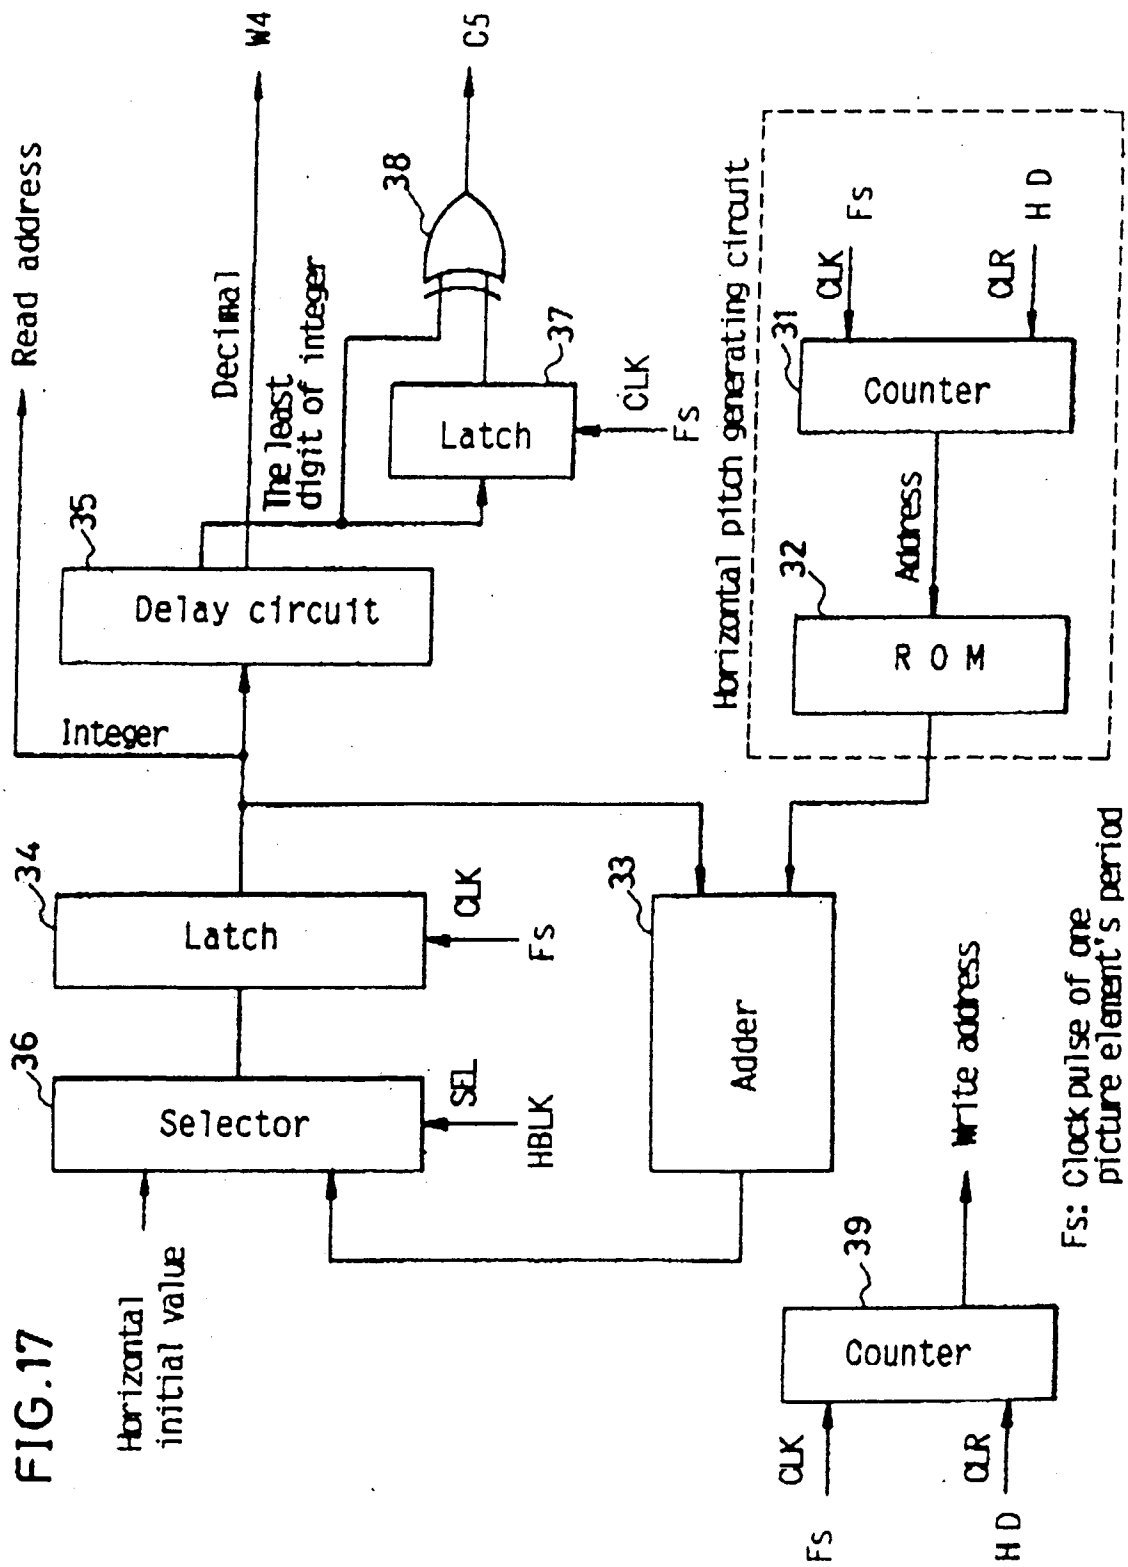 FIG.17
Horizontal
initial value
36
Selector
SEL
HBLK
34
Latch
CLK
Fs
Integer
Read address
35
Delay circuit
Decimal
W4
The least
digit of integer
37
Latch
CLK
Fs
38
C5
33
Adder
Horizontal pitch generating circuit
32
ROM
Address
31
Counter
CLK
Fs
CLR
HD
Fs
CLK
HD
CLR
39
Counter
Write address
Fs: Clock pulse of one
picture element's period